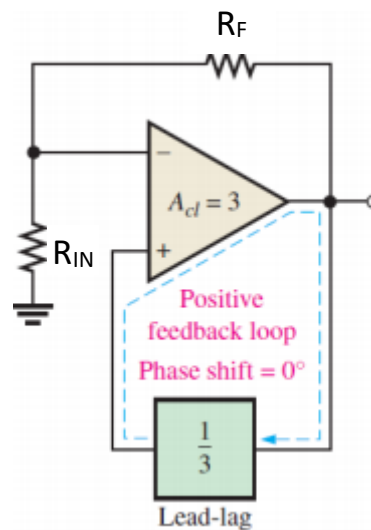 RF
−
Acl = 3
+
RIN
Positive
feedback loop
Phase shift = 0°
1
3
Lead-lag